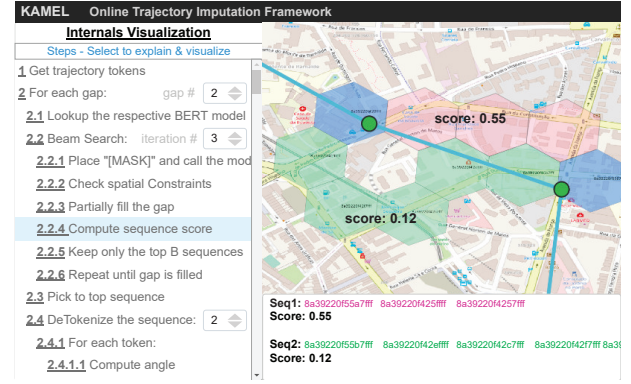 KAMEL Online Trajectory Imputation Framework
Internals Visualization
Steps - Select to explain & visualize
1 Get trajectory tokens
2 For each gap: gap # 2
2.1 Lookup the respective BERT model
2.2 Beam Search: iteration # 3
2.2.1 Place "[MASK]" and call the mod
2.2.2 Check spatial Constraints
2.2.3 Partially fill the gap
2.2.4 Compute sequence score
2.2.5 Keep only the top B sequences
2.2.6 Repeat until gap is filled
2.3 Pick to top sequence
2.4 DeTokenize the sequence: 2
2.4.1 For each token:
2.4.1.1 Compute angle
score: 0.55
score: 0.12
Seq1: 8a39220f55a7fff 8a39220f425ffff 8a39220f4257fff
Score: 0.55
Seq2: 8a39220f55b7fff 8a39220f42effff 8a39220f42c7fff 8a39220f42f7fff 8a39
Score: 0.12